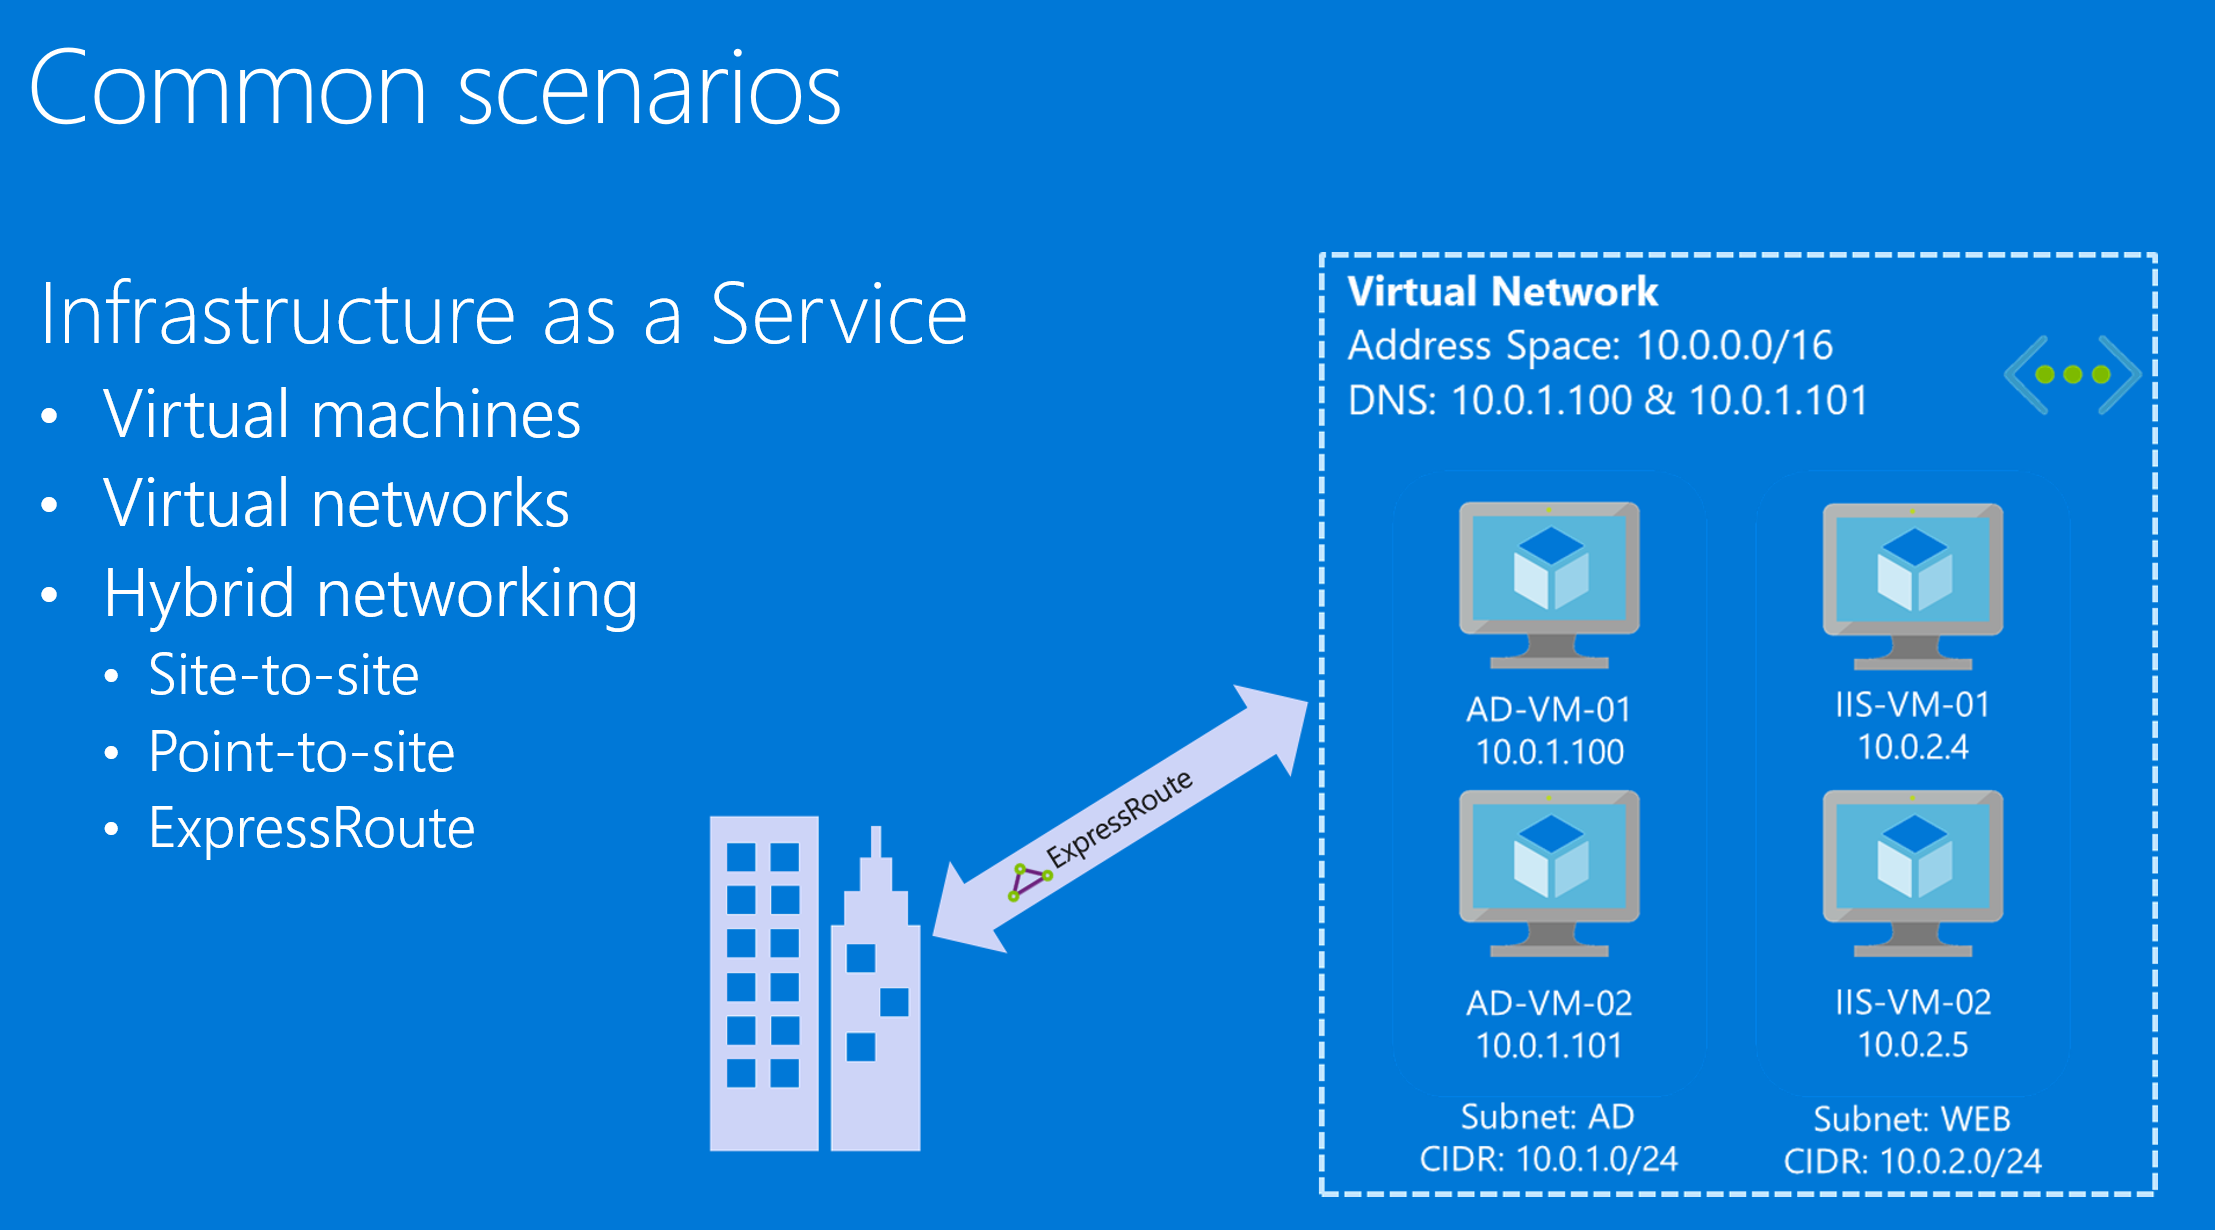 Common scenarios
Infrastructure as a Service
• Virtual machines
• Virtual networks
• Hybrid networking
• Site-to-site
• Point-to-site
• ExpressRoute
ExpressRoute
Virtual Network
Address Space: 10.0.0.0/16
DNS: 10.0.1.100 & 10.0.1.101
AD-VM-01
10.0.1.100
AD-VM-02
10.0.1.101
Subnet: AD
CIDR: 10.0.1.0/24
IIS-VM-01
10.0.2.4
IIS-VM-02
10.0.2.5
Subnet: WEB
CIDR: 10.0.2.0/24